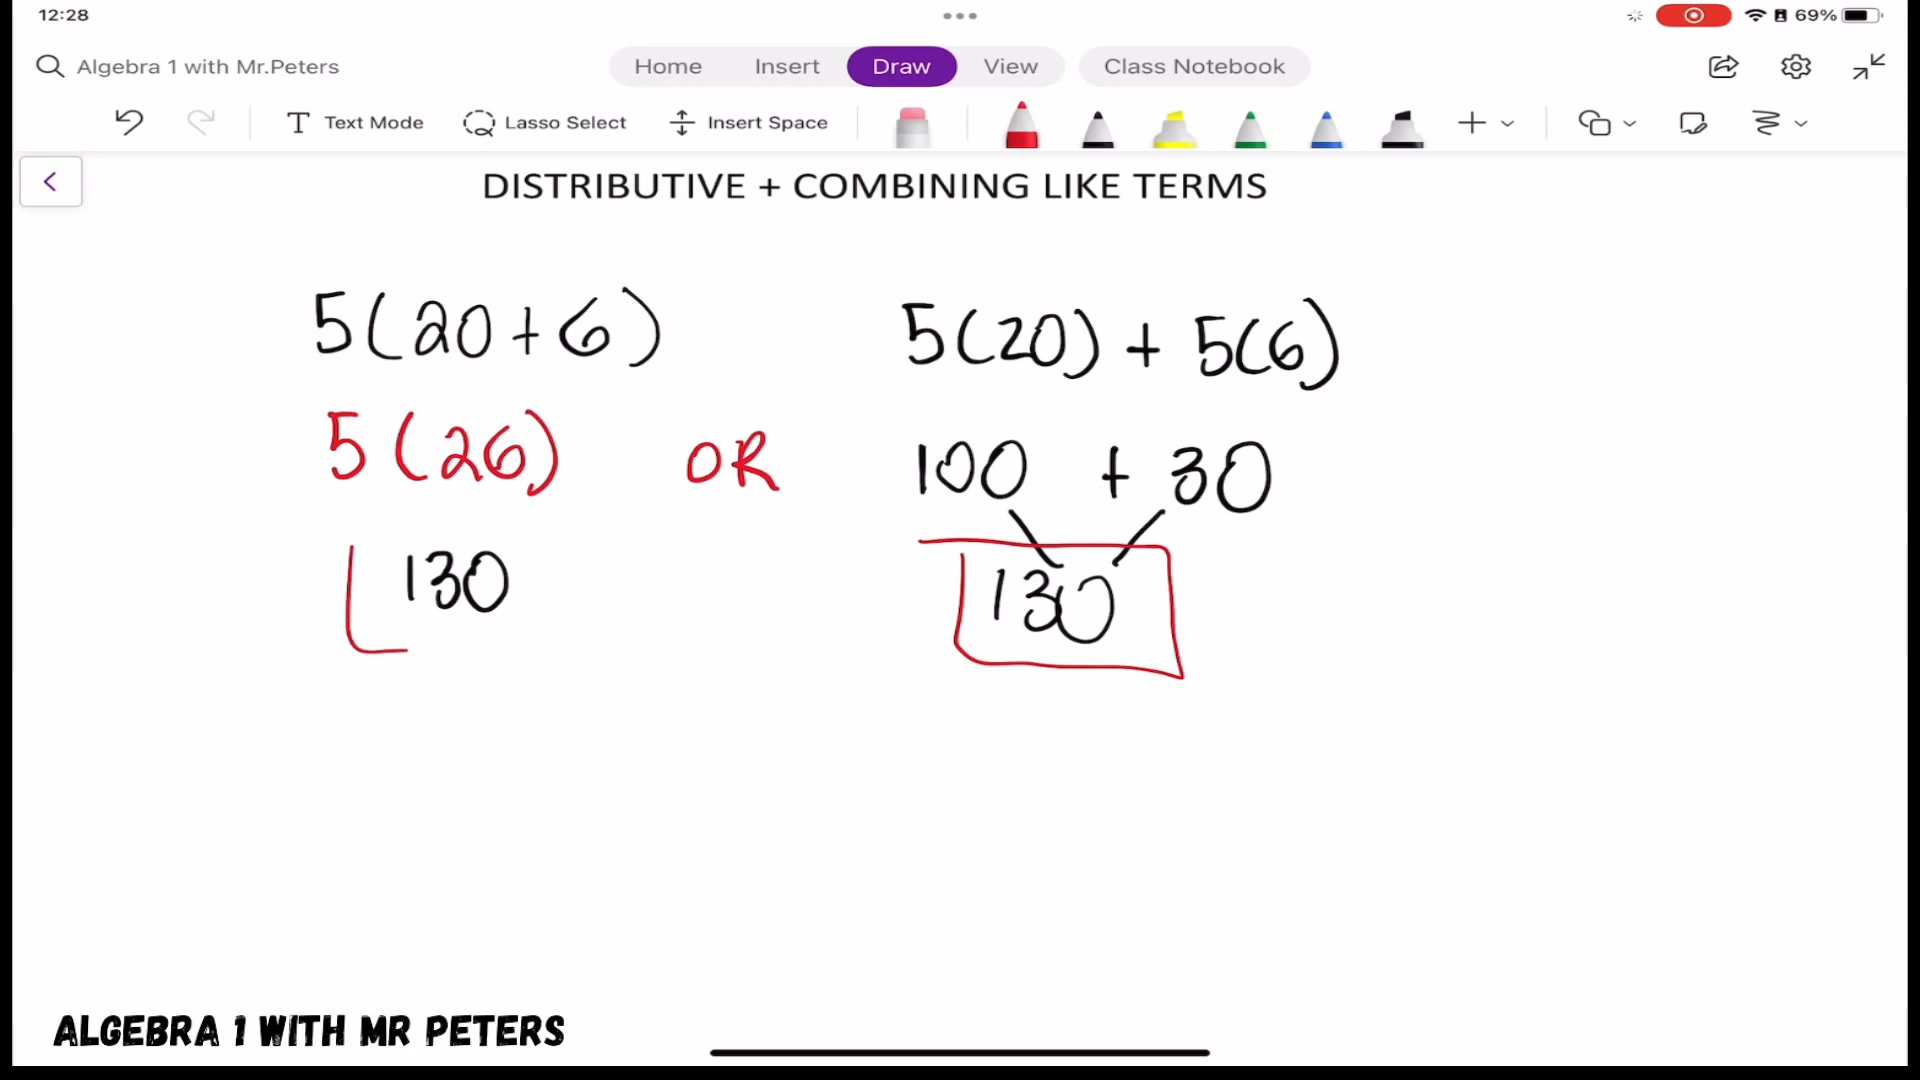 12:28
69%
Algebra 1 with Mr.Peters
Home Insert Draw View Class Notebook
Text Mode Lasso Select Insert Space
DISTRIBUTIVE + COMBINING LIKE TERMS
5(20+6)
5(26)
130
OR
5(20) + 5(6)
100 + 30
130
ALGEBRA 1 WITH MR PETERS